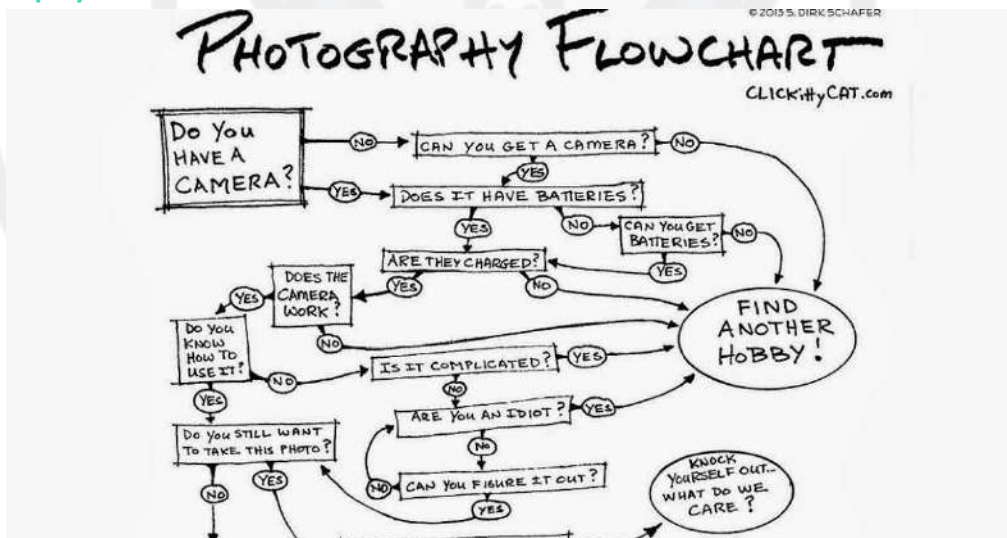 © 2013 S. DIRK SCHAFER
PHOTOGRAPHY FLOWCHART
CLICKittyCAT.com
DO YOU
HAVE A
CAMERA?
NO
CAN YOU GET A CAMERA?
NO
YES
YES
DOES IT HAVE BATTERIES?
YES
NO
CAN YOU GET
BATTERIES?
NO
YES
ARE THEY CHARGED?
YES
NO
DOES THE
CAMERA
WORK?
YES
NO
FIND
ANOTHER
HOBBY!
DO YOU
KNOW
HOW TO
USE IT?
NO
YES
IS IT COMPLICATED?
YES
NO
ARE YOU AN IDIOT?
YES
NO
DO YOU STILL WANT
TO TAKE THIS PHOTO?
NO
YES
CAN YOU FIGURE IT OUT?
NO
YES
KNOCK
YOURSELF OUT...
WHAT DO WE
CARE?